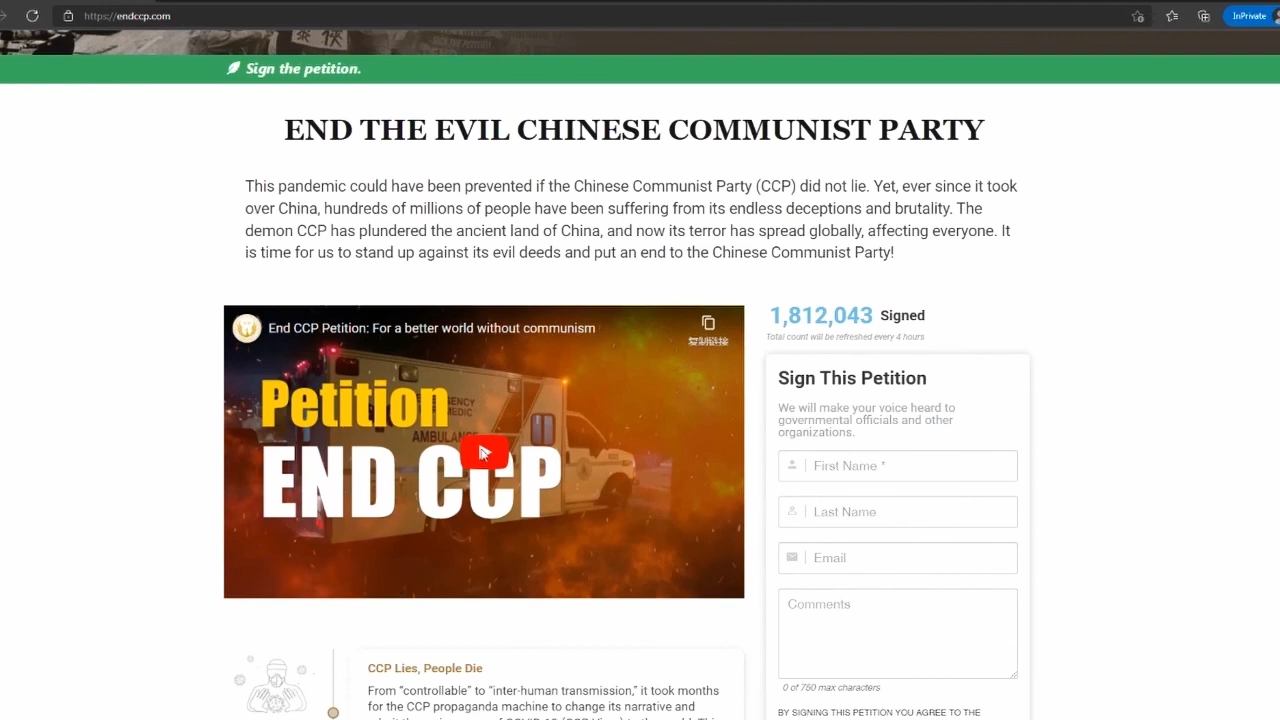 https://endccp.com
InPrivate
Sign the petition.
END THE EVIL CHINESE COMMUNIST PARTY
This pandemic could have been prevented if the Chinese Communist Party (CCP) did not lie. Yet, ever since it took
over China, hundreds of millions of people have been suffering from its endless deceptions and brutality. The
demon CCP has plundered the ancient land of China, and now its terror has spread globally, affecting everyone. It
is time for us to stand up against its evil deeds and put an end to the Chinese Communist Party!
End CCP Petition: For a better world without communism
复制链接
Petition
AMBULANC
END CCP
1,812,043 Signed
Total count will be refreshed every 4 hours
Sign This Petition
We will make your voice heard to
governmental officials and other
organizations.
First Name *
Last Name
Email
Comments
0 of 750 max characters
BY SIGNING THIS PETITION YOU AGREE TO THE
CCP Lies, People Die
From “controllable” to “inter-human transmission,” it took months
for the CCP propaganda machine to change its narrative and